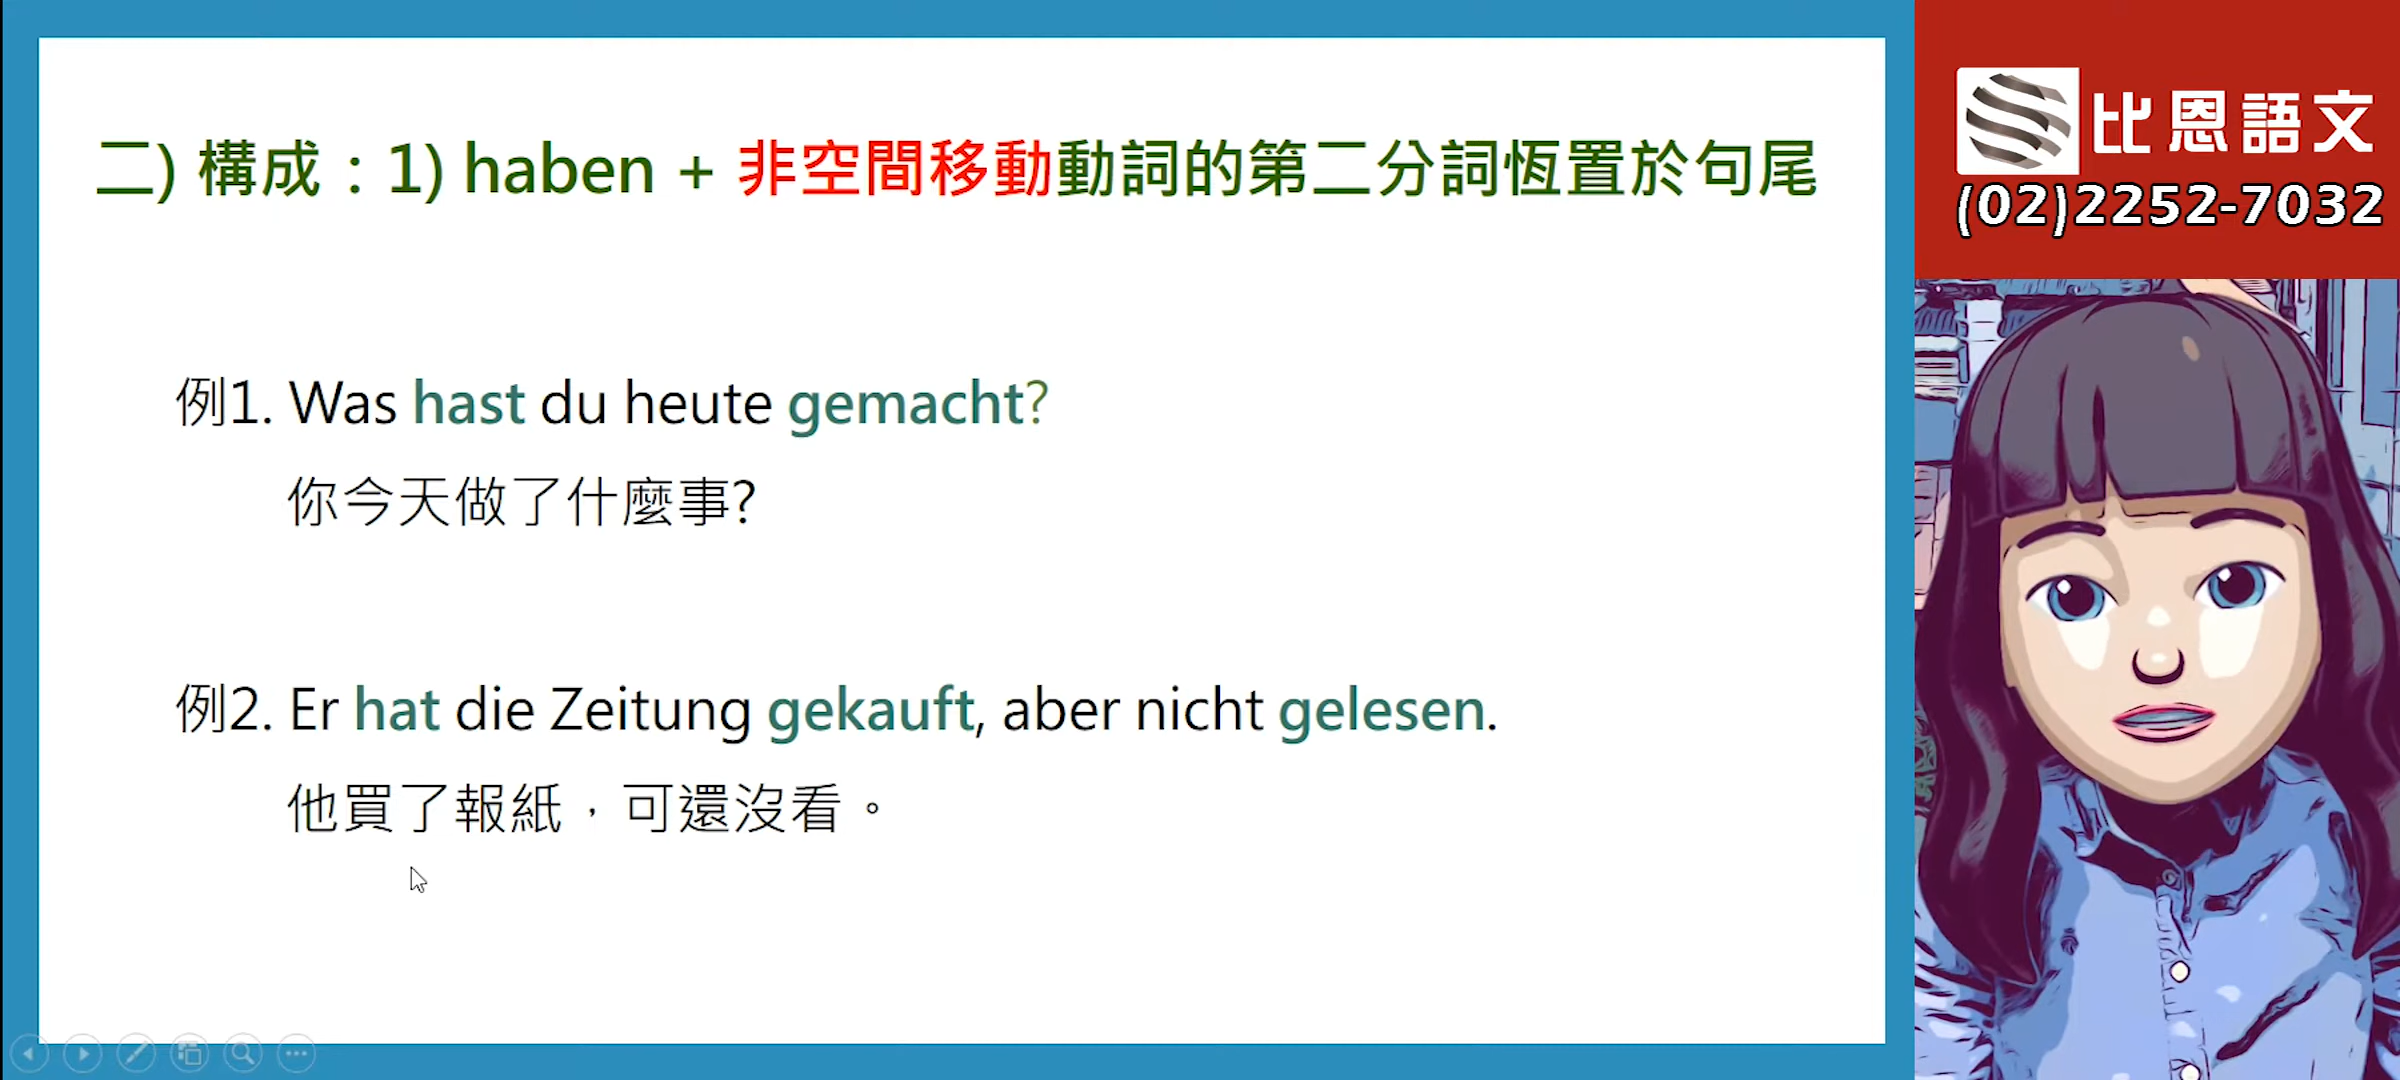 二) 構成：1) haben + 非空間移動動詞的第二分詞恆置於句尾
例1. Was hast du heute gemacht?
你今天做了什麼事?
例2. Er hat die Zeitung gekauft, aber nicht gelesen.
他買了報紙，可還沒看。
比恩語文
(02)2252-7032